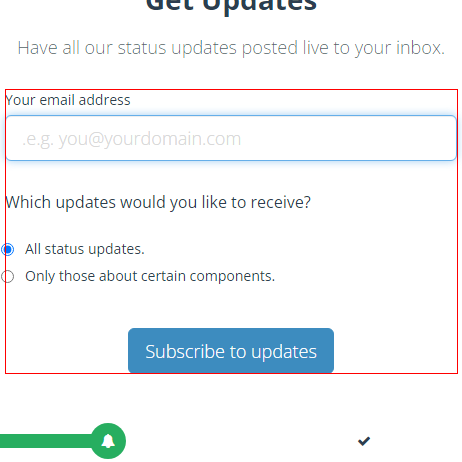 Get Updates
Have all our status updates posted live to your inbox.
Your email address
.e.g. you@yourdomain.com
Which updates would you like to receive?
All status updates.
Only those about certain components.
Subscribe to updates